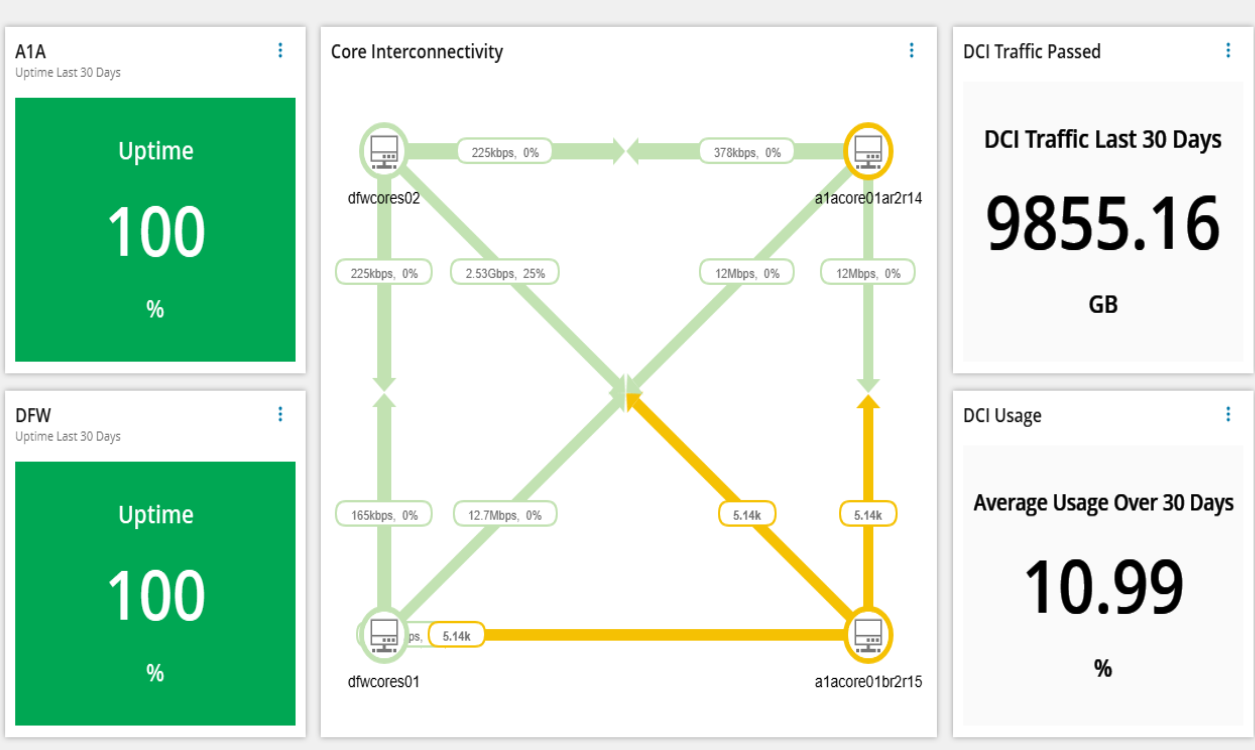 A1A
Uptime Last 30 Days
Uptime
100
%
DFW
Uptime Last 30 Days
Uptime
100
%
Core Interconnectivity
225kbps, 0%
378kbps, 0%
dfwcores02
a1acore01ar2r14
225kbps, 0%
2.53Gbps, 25%
12Mbps, 0%
12Mbps, 0%
165kbps, 0%
12.7Mbps, 0%
5.14k
5.14k
ps,
5.14k
dfwcores01
a1acore01br2r15
DCI Traffic Passed
DCI Traffic Last 30 Days
9855.16
GB
DCI Usage
Average Usage Over 30 Days
10.99
%